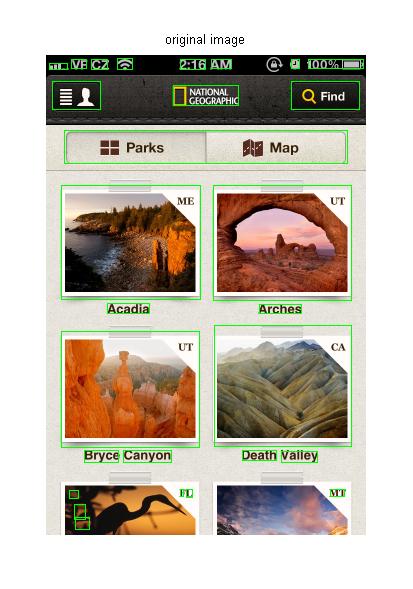 original image
VF CZ 2:16 AM 100%
NATIONAL
GEOGRAPHIC
Find
Parks Map
ME UT
Acadia Arches
UT CA
Bryce Canyon Death Valley
FL MT